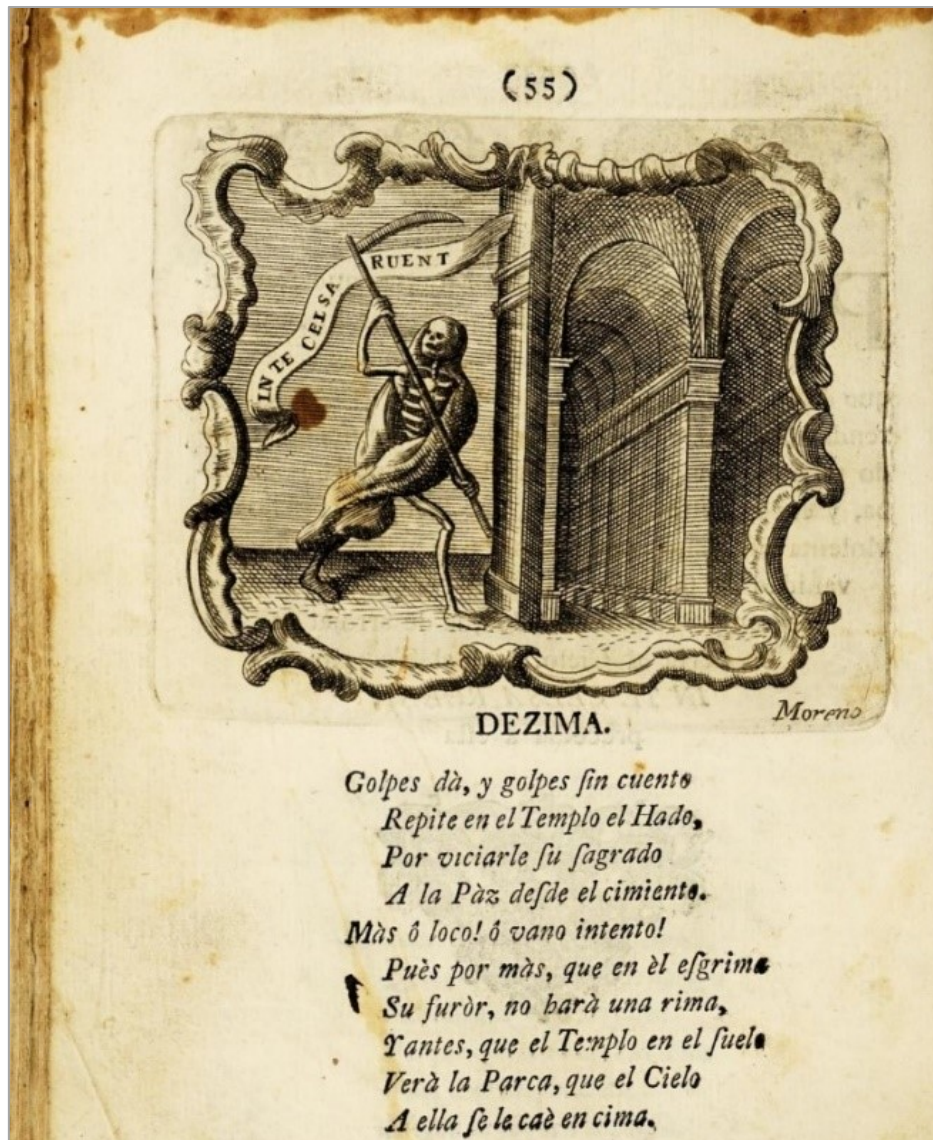 (55)
IN TE CELSA RUENT
DEZIMA.
Moreno
Golpes dà, y golpes ſin cuento
Repite en el Templo el Hado,
Por viciarle ſu ſagrado
A la Pàz deſde el cimiento.
Màs ô loco! ô vano intento!
Puès por màs, que en èl eſgrima
Su furòr, no harà una rima,
Yantes, que el Templo en el ſuelo
Verà la Parca, que el Cielo
A ella ſe le caè en cima.